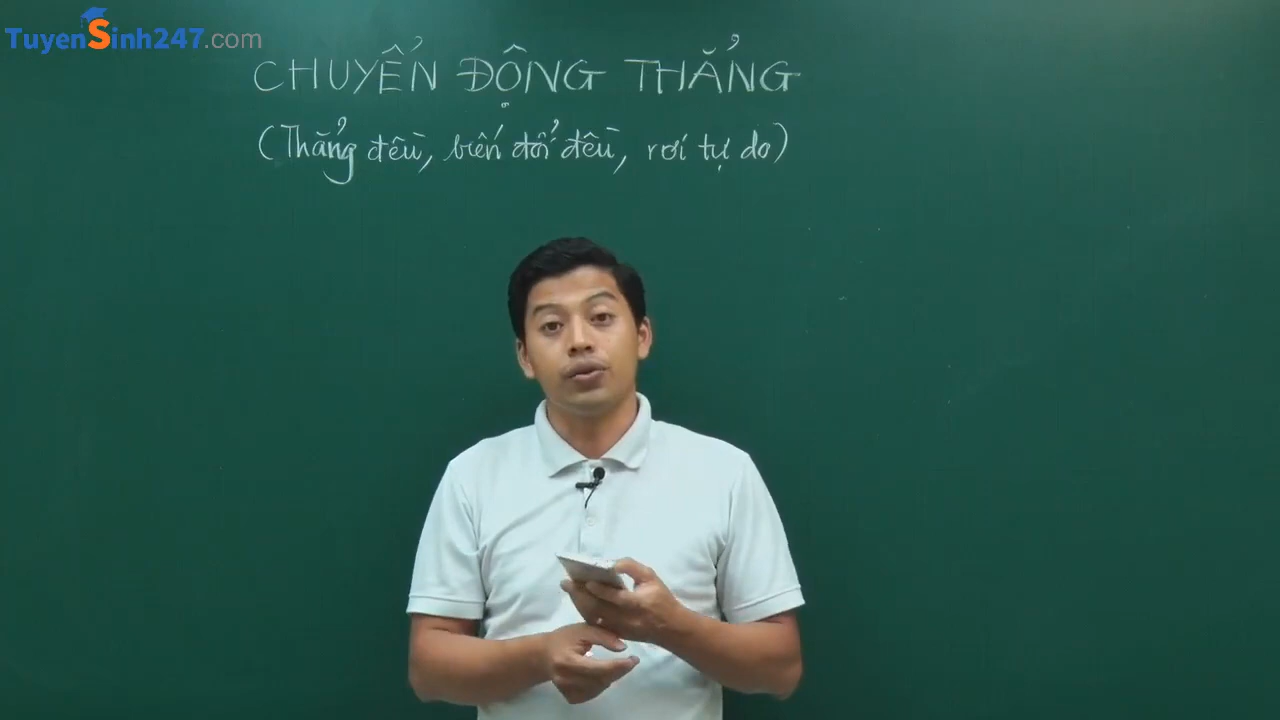 TuyenSinh247.com
CHUYỂN ĐỘNG THẲNG
(Thẳng đều, biến đổi đều, rơi tự do)